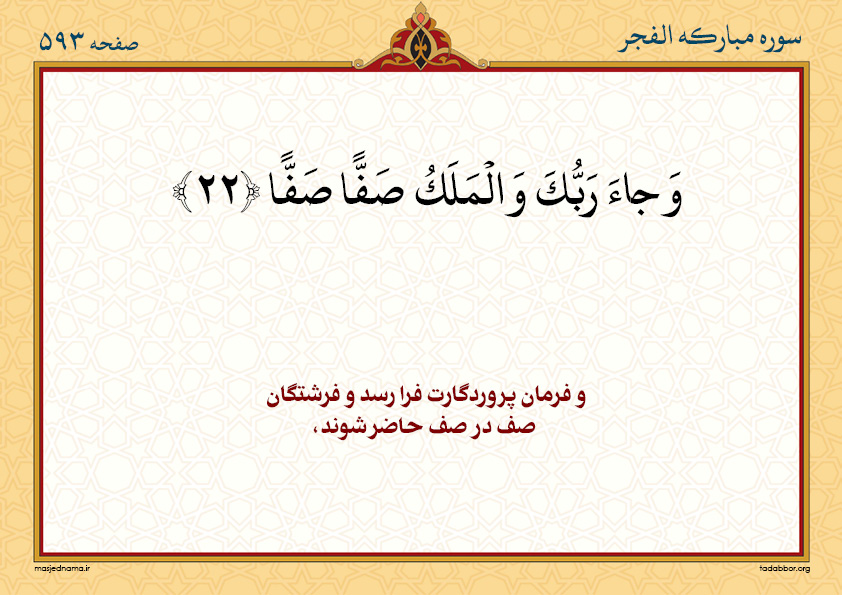 سوره مبارکه الفجر
صفحه ۵۹۳
وَ جاءَ رَبُّكَ وَ الْمَلَكُ صَفًّا صَفًّا ﴿۲۲﴾
و فرمان پروردگارت فرا رسد و فرشتگان
صف در صف حاضر شوند،
masjednama.ir
tadabbor.org